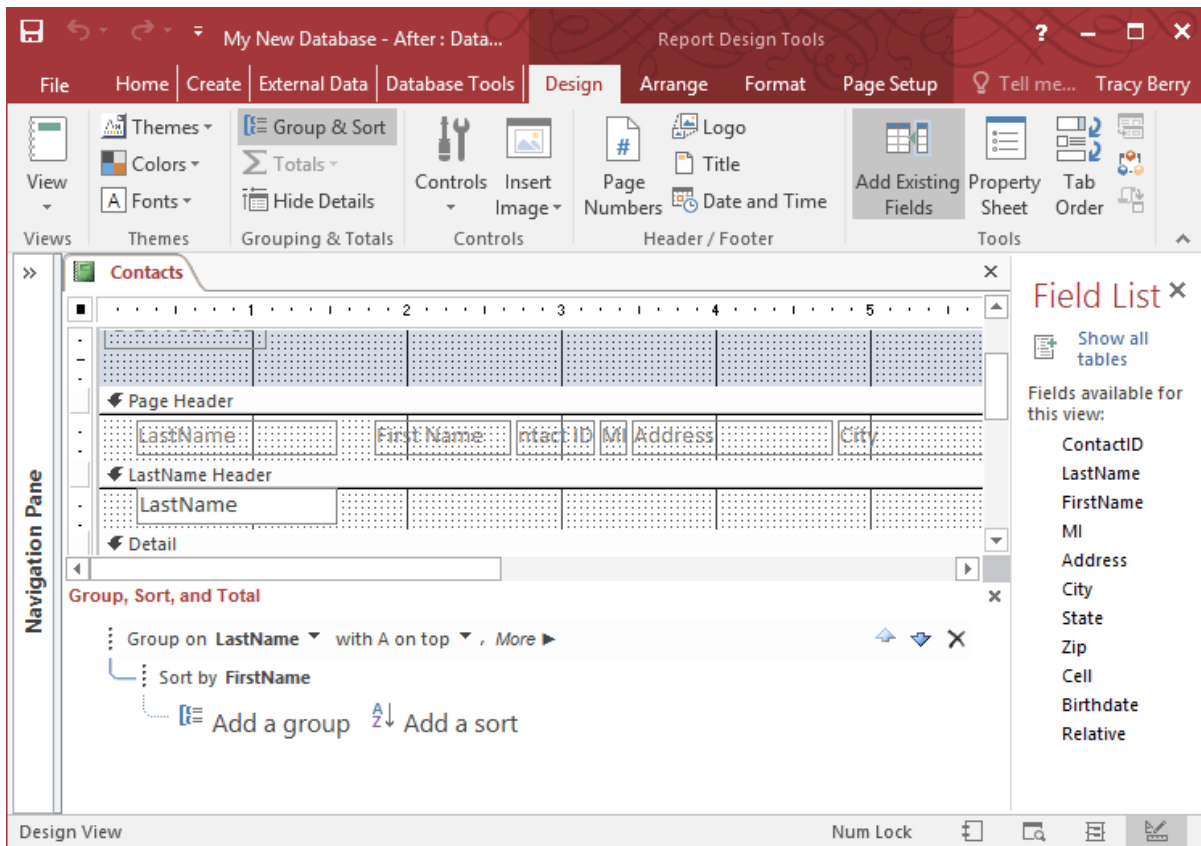 My New Database - After : Data... Report Design Tools ?
File Home Create External Data Database Tools Design Arrange Format Page Setup Tell me... Tracy Berry
View
Views
Themes
Colors
A Fonts
Themes
Group & Sort
Totals
Hide Details
Grouping & Totals
Controls
Insert
Image
Controls
#
Page
Numbers
Logo
Title
Date and Time
Header / Footer
Add Existing
Fields
Property
Sheet
Tab
Order
Tools
Navigation Pane
Contacts
1 2 3 4 5
Page Header
LastName First Name ntact ID MI Address City
LastName Header
LastName
Detail
Group, Sort, and Total
Group on LastName with A on top , More
Sort by FirstName
Add a group A Z Add a sort
Field List
Show all
tables
Fields available for
this view:
ContactID
LastName
FirstName
MI
Address
City
State
Zip
Cell
Birthdate
Relative
Design View Num Lock